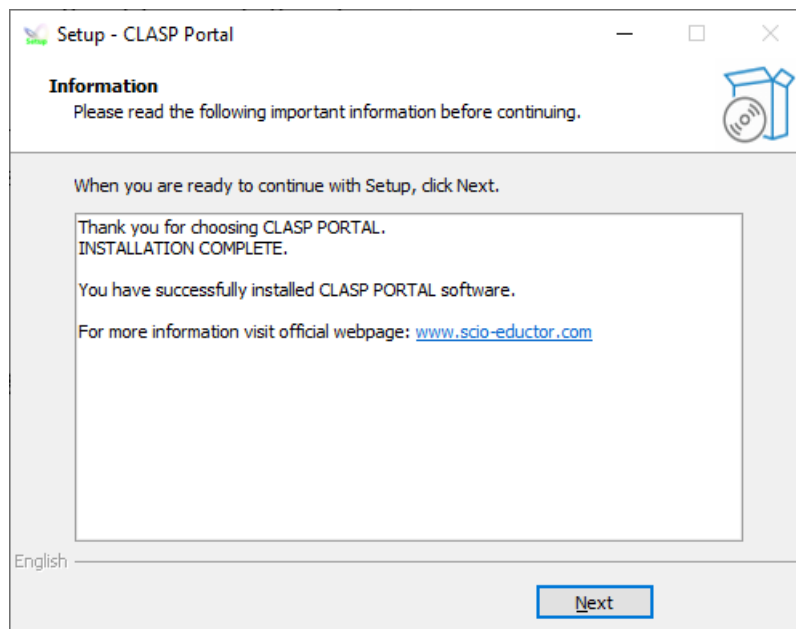 Setup - CLASP Portal
Information
Please read the following important information before continuing.
When you are ready to continue with Setup, click Next.
Thank you for choosing CLASP PORTAL.
INSTALLATION COMPLETE.
You have successfully installed CLASP PORTAL software.
For more information visit official webpage: www.scio-eductor.com
English
Next